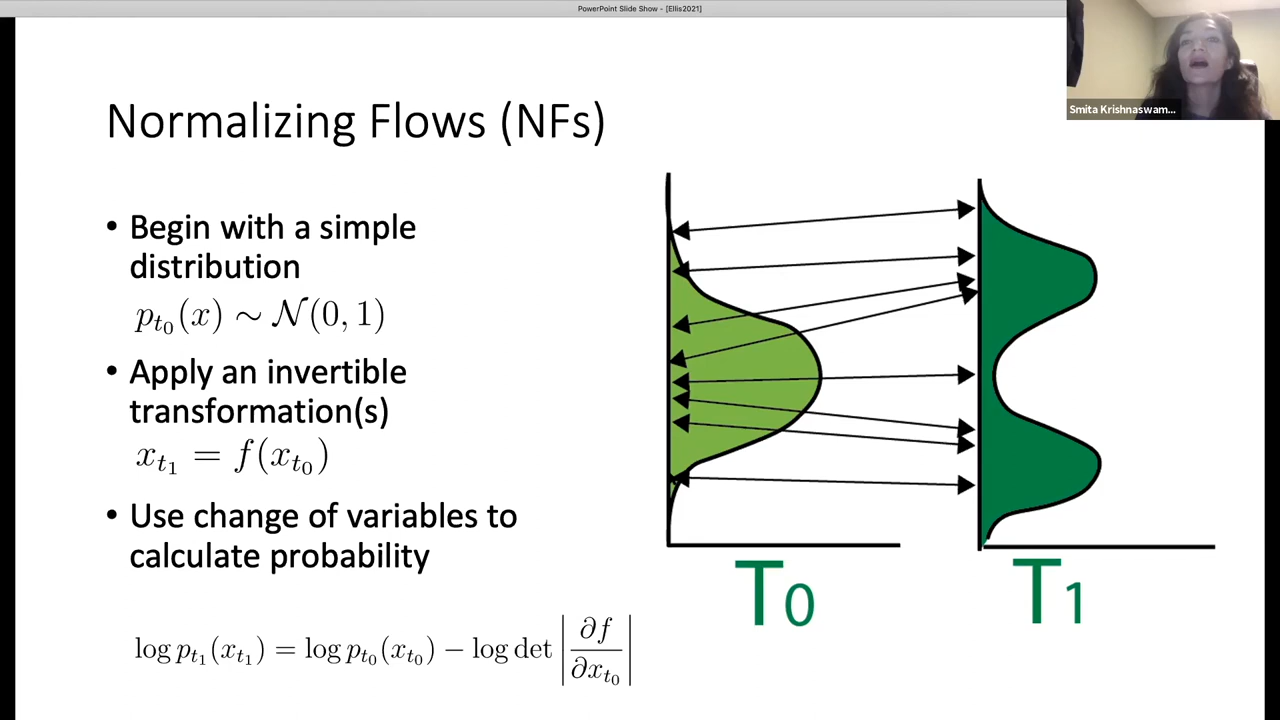 PowerPoint Slide Show - [Ellis2021]
Smita Krishnaswam...
Normalizing Flows (NFs)
• Begin with a simple
distribution
p_{t_0}(x) ∼ 𝒩(0, 1)
• Apply an invertible
transformation(s)
x_{t_1} = f(x_{t_0})
• Use change of variables to
calculate probability
log p_{t_1}(x_{t_1}) = log p_{t_0}(x_{t_0}) − log det |∂f/∂x_{t_0}|
T0
T1